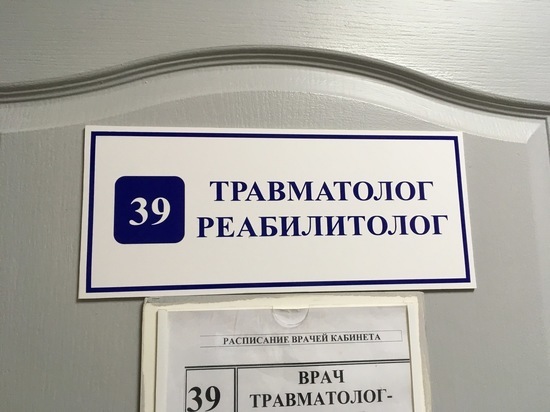 39 ТРАВМАТОЛОГ
РЕАБИЛИТОЛОГ
РАСПИСАНИЕ ВРАЧЕЙ КАБИНЕТА
39 ВРАЧ
ТРАВМАТОЛОГ-